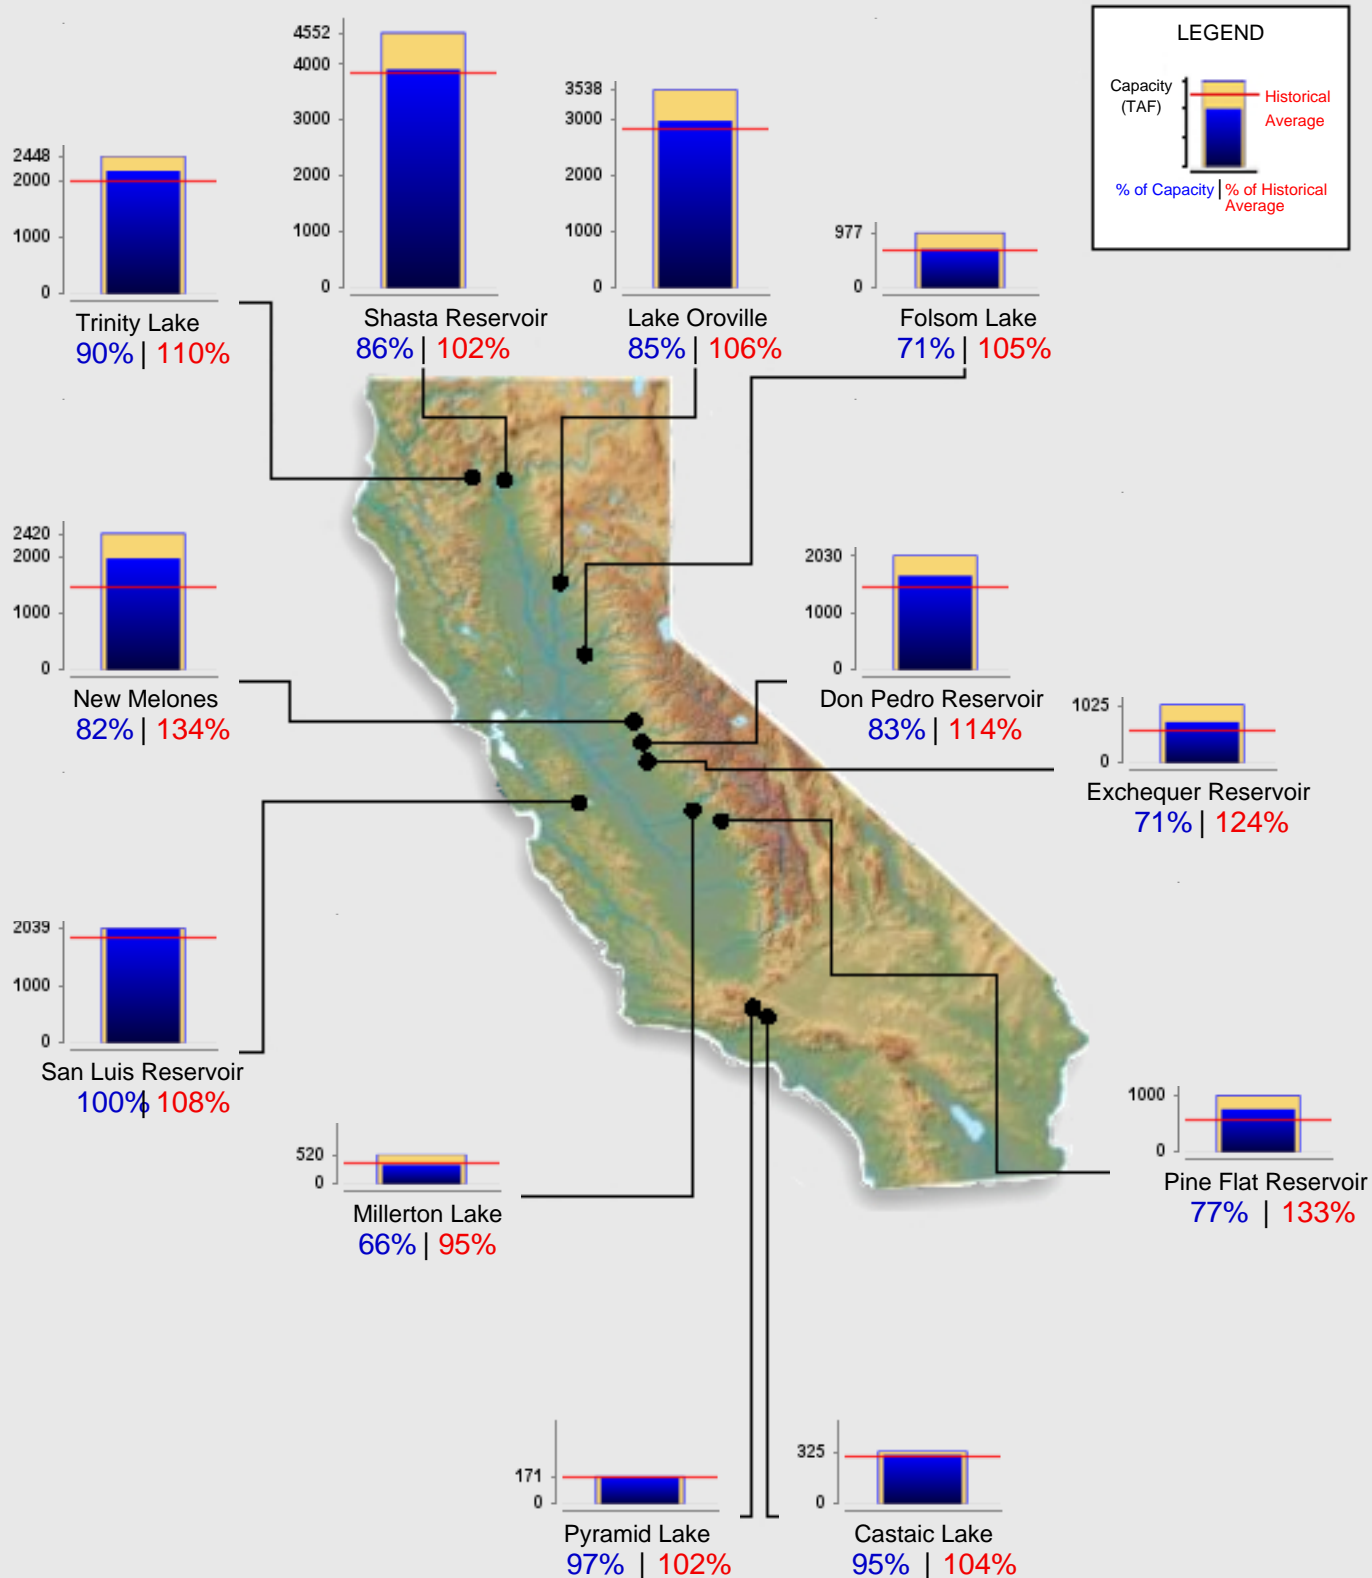 LEGEND
Capacity
(TAF)
Historical
Average
% of Capacity | % of Historical
Average
2448
2000
1000
0
Trinity Lake
90% | 110%
4552
4000
3000
2000
1000
0
Shasta Reservoir
86% | 102%
3538
3000
2000
1000
0
Lake Oroville
85% | 106%
977
0
Folsom Lake
71% | 105%
2420
2000
1000
0
New Melones
82% | 134%
2030
1000
0
Don Pedro Reservoir
83% | 114%
1025
0
Exchequer Reservoir
71% | 124%
2039
1000
0
San Luis Reservoir
100% | 108%
520
0
Millerton Lake
66% | 95%
1000
0
Pine Flat Reservoir
77% | 133%
171
0
Pyramid Lake
97% | 102%
325
0
Castaic Lake
95% | 104%